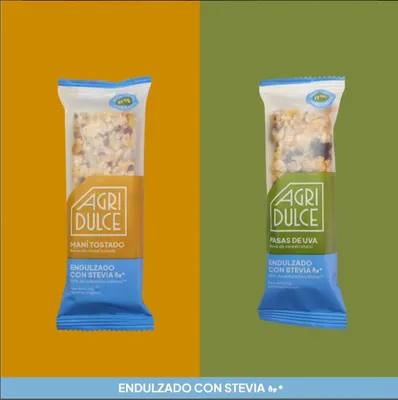 AGRI
DULCE
MANÍ TOSTADO
ENDULZADO
CON STEVIA
AGRI
DULCE
PASAS DE UVA
ENDULZADO
CON STEVIA
ENDULZADO CON STEVIA *